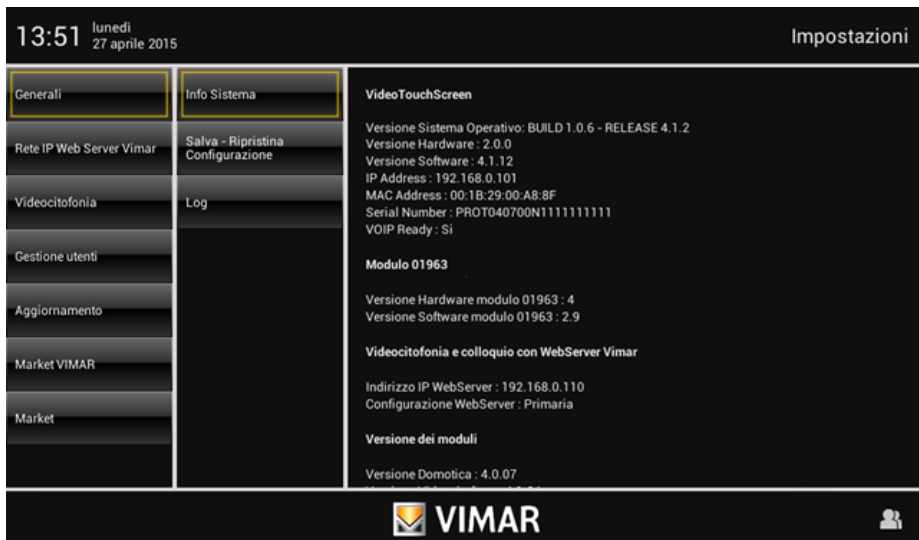 13:51
lunedì
27 aprile 2015
Impostazioni
Generali
Rete IP Web Server Vimar
Videocitofonia
Gestione utenti
Aggiornamento
Market VIMAR
Market
Info Sistema
Salva - Ripristina
Configurazione
Log
VideoTouchScreen
Versione Sistema Operativo: BUILD 1.0.6 - RELEASE 4.1.2
Versione Hardware : 2.0.0
Versione Software : 4.1.12
IP Address : 192.168.0.101
MAC Address : 00:1B:29:00:A8:8F
Serial Number : PROT040700N1111111111
VOIP Ready : Si
Modulo 01963
Versione Hardware modulo 01963 : 4
Versione Software modulo 01963 : 2.9
Videocitofonia e colloquio con WebServer Vimar
Indirizzo IP WebServer : 192.168.0.110
Configurazione WebServer : Primaria
Versione dei moduli
Versione Domotica : 4.0.07
VIMAR